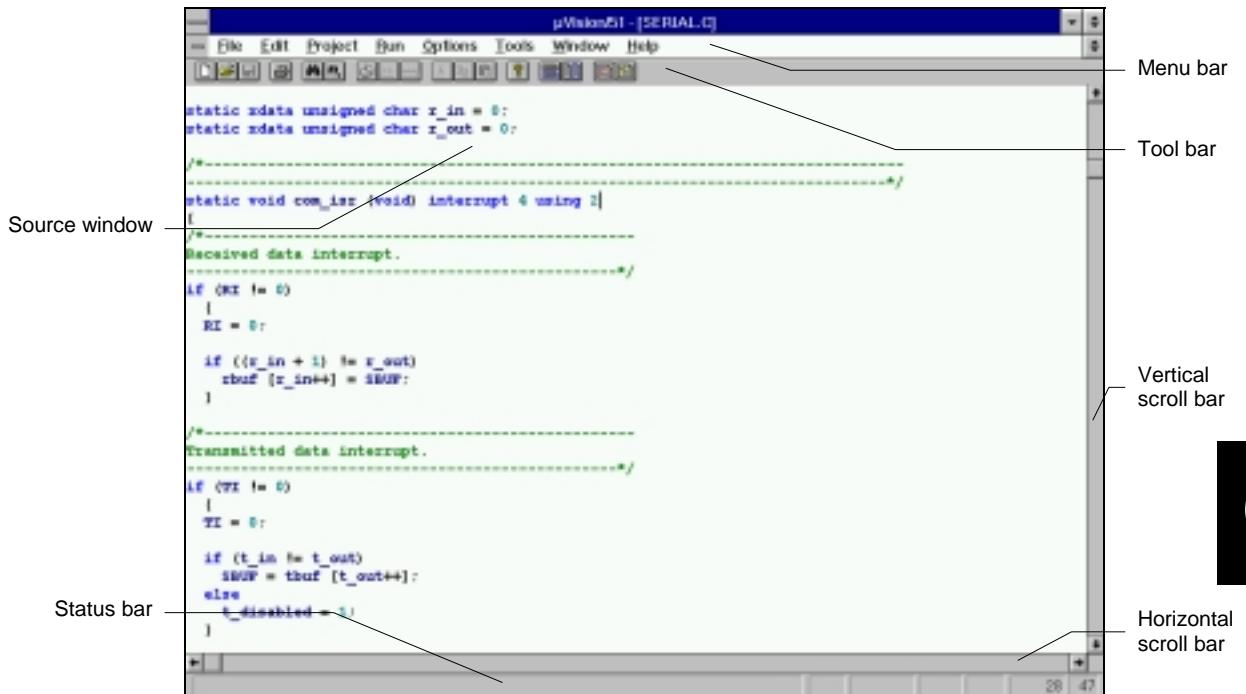 µVision/51 - [SERIAL.C]
File Edit Project Run Options Tools Window Help
Menu bar
Tool bar
static xdata unsigned char r_in = 0;
static xdata unsigned char r_out = 0;
/*------------------------------------------------------------------------------
------------------------------------------------------------------------------*/
static void com_isr (void) interrupt 4 using 2
Source window
{
/*------------------------------------------------
Received data interrupt.
------------------------------------------------*/
if (RI != 0)
{
RI = 0;
if ((r_in + 1) != r_out)
rbuf [r_in++] = SBUF;
}
Vertical
scroll bar
/*------------------------------------------------
Transmitted data interrupt.
------------------------------------------------*/
if (TI != 0)
{
TI = 0;
if (t_in != t_out)
SBUF = tbuf [t_out++];
else
t_disabled = 1;
}
Status bar
Horizontal
scroll bar
28 47